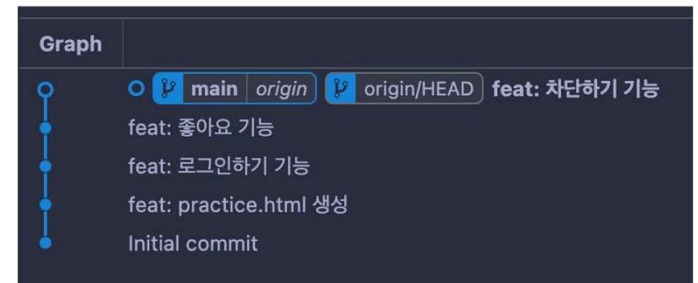 Graph
main origin origin/HEAD feat: 차단하기 기능
feat: 좋아요 기능
feat: 로그인하기 기능
feat: practice.html 생성
Initial commit